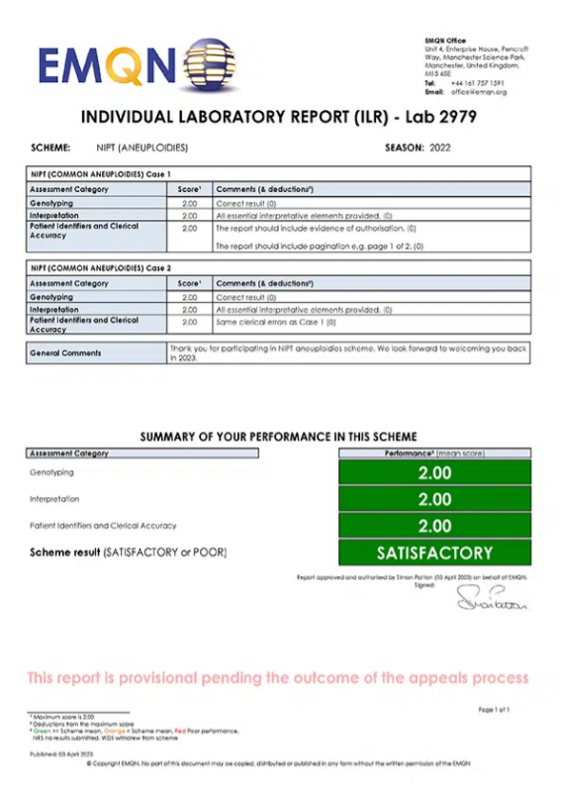 EMQN
EMQN Office
Unit 4, Enterprise House, Pencroft
Way, Manchester Science Park,
Manchester, United Kingdom,
M15 6SE
Tel: +44 161 757 1591
Email: office@emqn.org
INDIVIDUAL LABORATORY REPORT (ILR) - Lab 2979
SCHEME: NIPT (ANEUPLOIDIES) SEASON: 2022
NIPT (COMMON ANEUPLOIDIES) Case 1
Assessment Category Score¹ Comments (& deductions²)
Genotyping 2.00 Correct result (0)
Interpretation 2.00 All essential interpretative elements provided. (0)
Patient Identifiers and Clerical Accuracy 2.00 The report should include evidence of authorisation. (0)
The report should include pagination e.g. page 1 of 2. (0)
NIPT (COMMON ANEUPLOIDIES) Case 2
Assessment Category Score¹ Comments (& deductions²)
Genotyping 2.00 Correct result (0)
Interpretation 2.00 All essential interpretative elements provided. (0)
Patient Identifiers and Clerical Accuracy 2.00 Same clerical errors as Case 1 (0)
General Comments Thank you for participating in NIPT aneuploidies scheme. We look forward to welcoming you back
in 2023.
SUMMARY OF YOUR PERFORMANCE IN THIS SCHEME
Assessment Category Performance³ (mean score)
Genotyping 2.00
Interpretation 2.00
Patient Identifiers and Clerical Accuracy 2.00
Scheme result (SATISFACTORY or POOR) SATISFACTORY
Report approved and authorised by Simon Patton (30 April 2023) on behalf of EMQN.
Signed:
This report is provisional pending the outcome of the appeals process
Page 1 of 1
¹ Maximum score is 2.00
² Deductions from the maximum score
³ Green >= Scheme mean, Orange < Scheme mean, Red Poor performance.
NRS no results submitted, WDS withdrew from scheme
Published: 03 April 2023
© Copyright EMQN, No part of this document may be copied, distributed or published in any form without the written permission of the EMQN